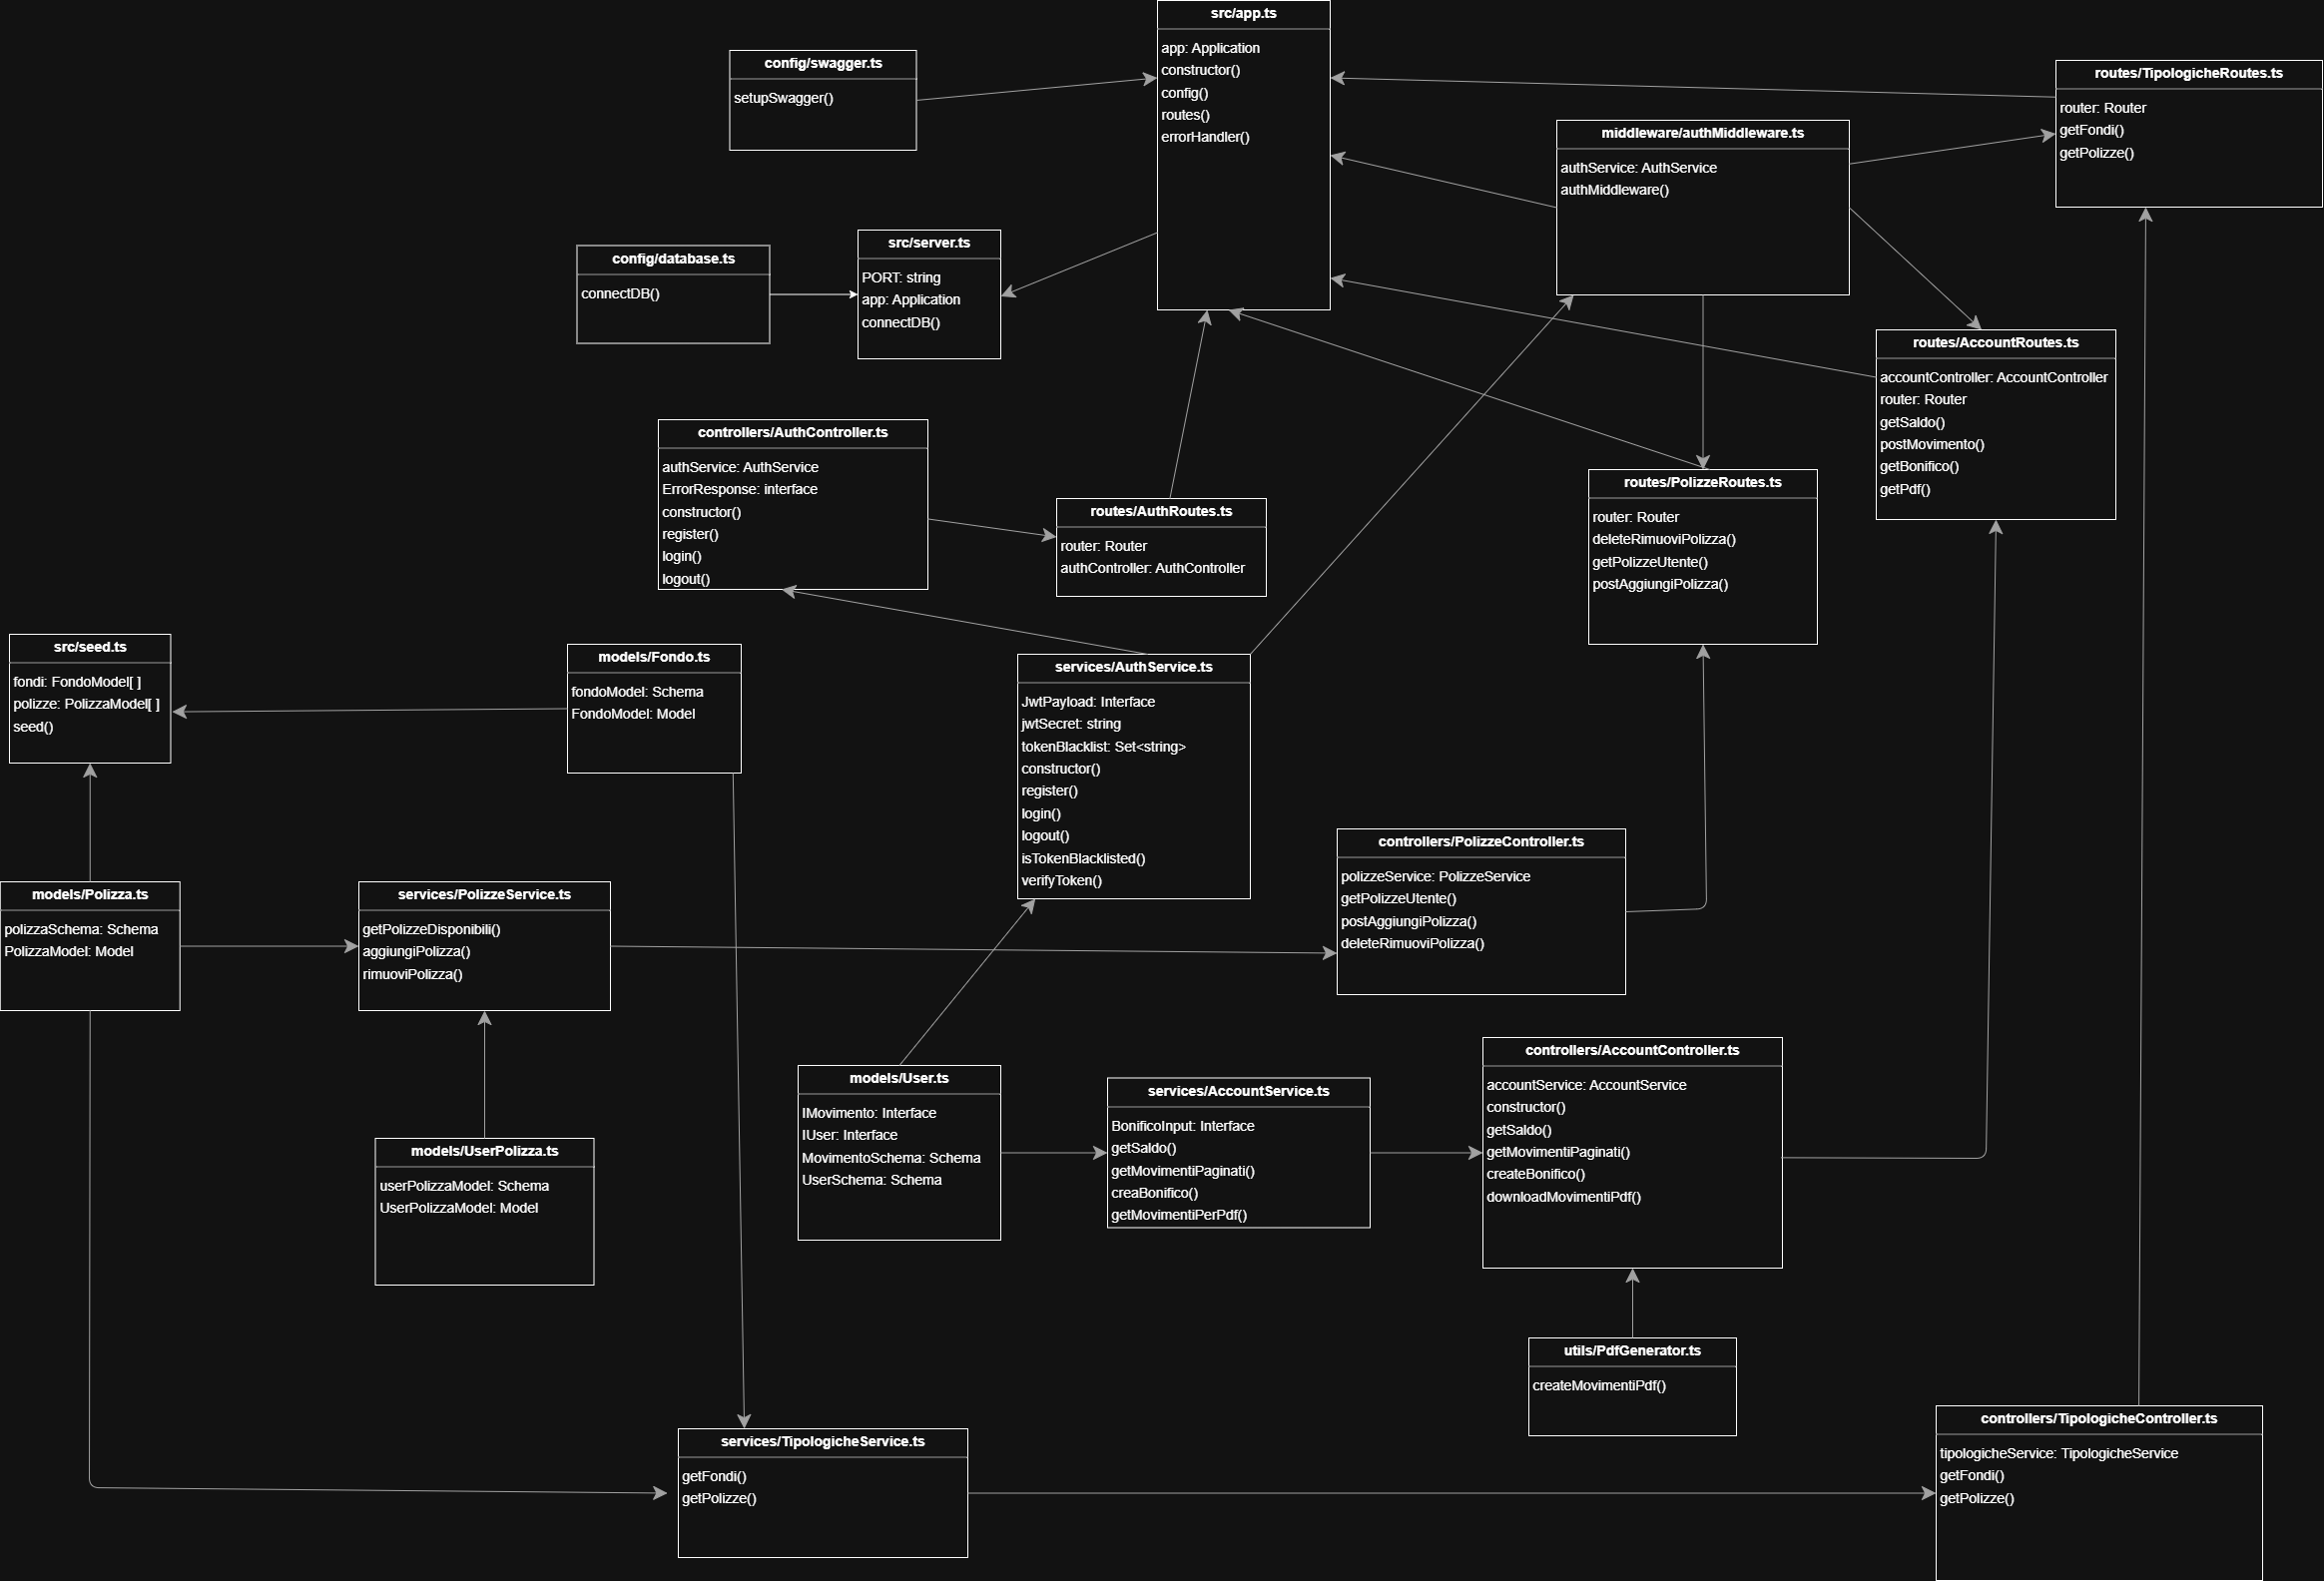 src/app.ts
app: Application
constructor()
config()
routes()
errorHandler()
config/swagger.ts
setupSwagger()
routes/TipologicheRoutes.ts
router: Router
getFondi()
getPolizze()
middleware/authMiddleware.ts
authService: AuthService
authMiddleware()
config/database.ts
connectDB()
src/server.ts
PORT: string
app: Application
connectDB()
routes/AccountRoutes.ts
accountController: AccountController
router: Router
getSaldo()
postMovimento()
getBonifico()
getPdf()
controllers/AuthController.ts
authService: AuthService
ErrorResponse: interface
constructor()
register()
login()
logout()
routes/AuthRoutes.ts
router: Router
authController: AuthController
routes/PolizzeRoutes.ts
router: Router
deleteRimuoviPolizza()
getPolizzeUtente()
postAggiungiPolizza()
src/seed.ts
fondi: FondoModel[ ]
polizze: PolizzaModel[ ]
seed()
models/Fondo.ts
fondoModel: Schema
FondoModel: Model
services/AuthService.ts
JwtPayload: Interface
jwtSecret: string
tokenBlacklist: Set<string>
constructor()
register()
login()
logout()
isTokenBlacklisted()
verifyToken()
controllers/PolizzeController.ts
polizzeService: PolizzeService
getPolizzeUtente()
postAggiungiPolizza()
deleteRimuoviPolizza()
models/Polizza.ts
polizzaSchema: Schema
PolizzaModel: Model
services/PolizzeService.ts
getPolizzeDisponibili()
aggiungiPolizza()
rimuoviPolizza()
models/UserPolizza.ts
userPolizzaModel: Schema
UserPolizzaModel: Model
models/User.ts
IMovimento: Interface
IUser: Interface
MovimentoSchema: Schema
UserSchema: Schema
services/AccountService.ts
BonificoInput: Interface
getSaldo()
getMovimentiPaginati()
creaBonifico()
getMovimentiPerPdf()
controllers/AccountController.ts
accountService: AccountService
constructor()
getSaldo()
getMovimentiPaginati()
createBonifico()
downloadMovimentiPdf()
utils/PdfGenerator.ts
createMovimentiPdf()
services/TipologicheService.ts
getFondi()
getPolizze()
controllers/TipologicheController.ts
tipologicheService: TipologicheService
getFondi()
getPolizze()